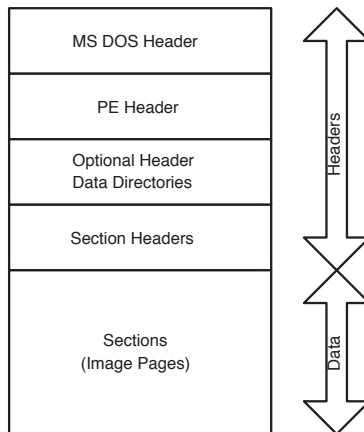 MS DOS Header
PE Header
Optional Header
Data Directories
Section Headers
Sections
(Image Pages)
Headers
Data